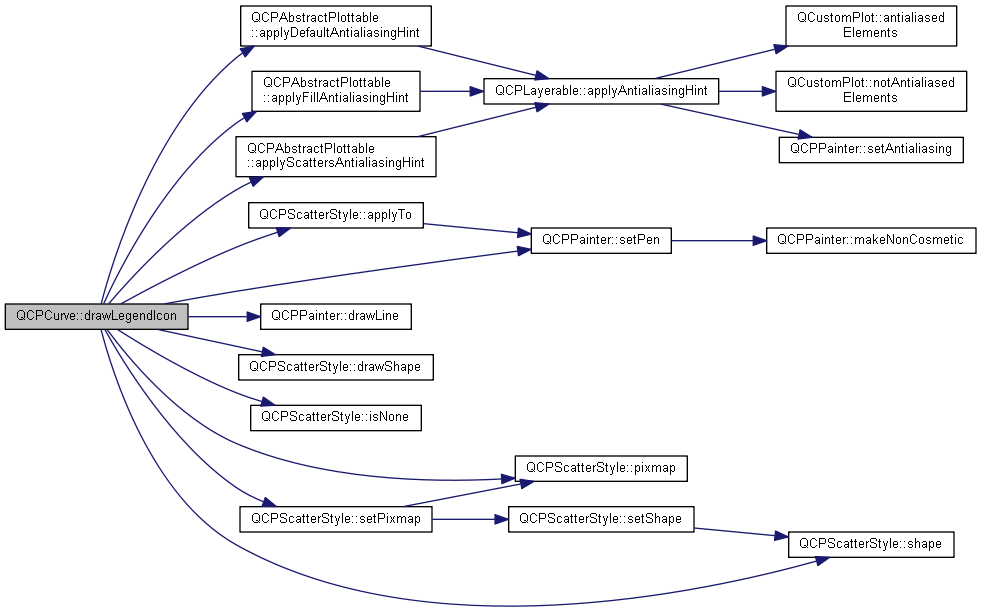 QCPAbstractPlottable
::applyDefaultAntialiasingHint
QCustomPlot::antialiased
Elements
QCPAbstractPlottable
::applyFillAntialiasingHint
QCPLayerable::applyAntialiasingHint
QCustomPlot::notAntialiased
Elements
QCPAbstractPlottable
::applyScattersAntialiasingHint
QCPPainter::setAntialiasing
QCPScatterStyle::applyTo
QCPPainter::setPen
QCPPainter::makeNonCosmetic
QCPCurve::drawLegendIcon
QCPPainter::drawLine
QCPScatterStyle::drawShape
QCPScatterStyle::isNone
QCPScatterStyle::pixmap
QCPScatterStyle::setPixmap
QCPScatterStyle::setShape
QCPScatterStyle::shape